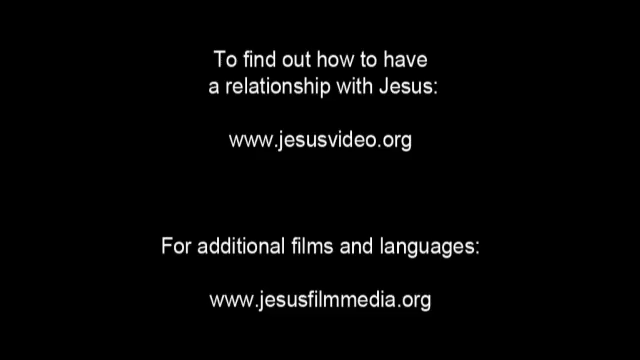 To find out how to have
a relationship with Jesus:
www.jesusvideo.org
For additional films and languages:
www.jesusfilmmedia.org